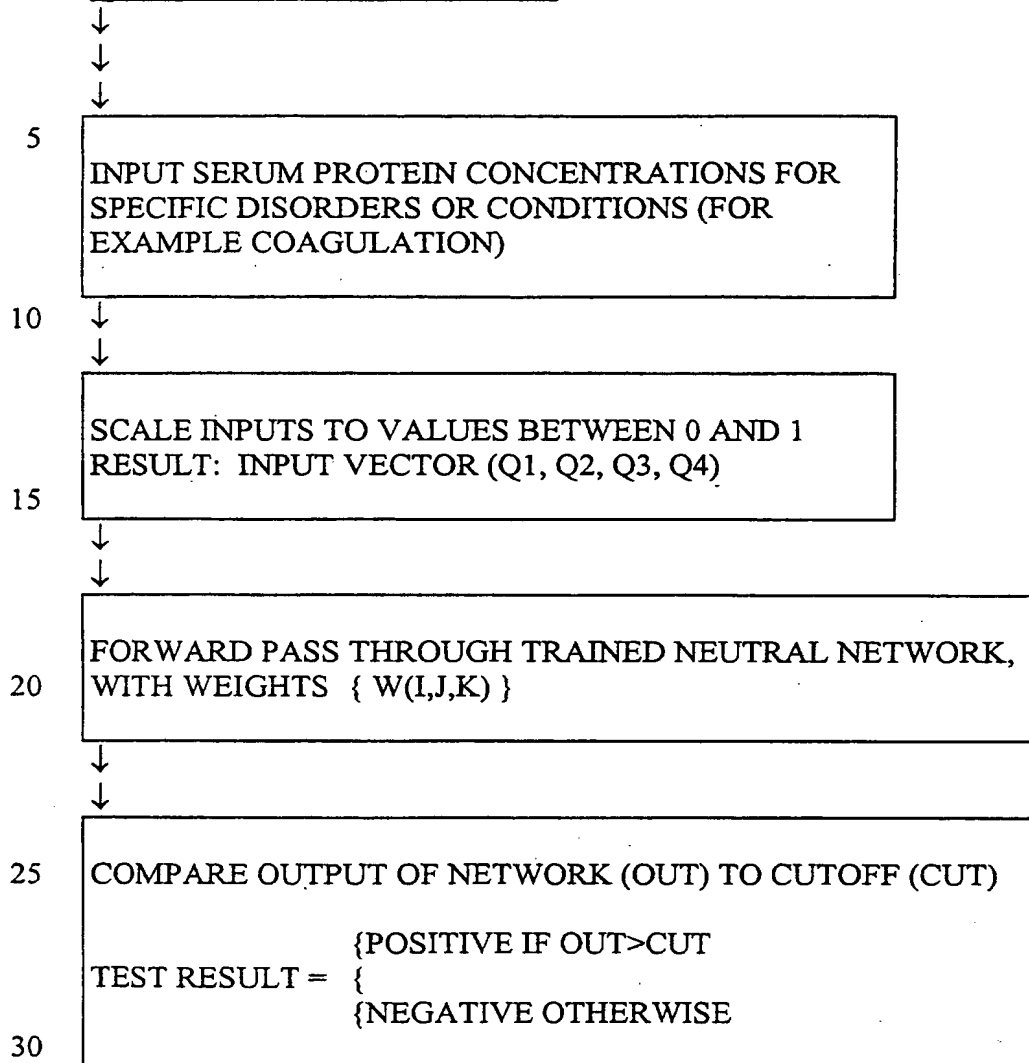 ↓
↓
↓
5
INPUT SERUM PROTEIN CONCENTRATIONS FOR
SPECIFIC DISORDERS OR CONDITIONS (FOR
EXAMPLE COAGULATION)
10 ↓
↓
SCALE INPUTS TO VALUES BETWEEN 0 AND 1
RESULT: INPUT VECTOR (Q1, Q2, Q3, Q4)
15
↓
↓
FORWARD PASS THROUGH TRAINED NEUTRAL NETWORK,
20 WITH WEIGHTS { W(I,J,K) }
↓
↓
25 COMPARE OUTPUT OF NETWORK (OUT) TO CUTOFF (CUT)
{POSITIVE IF OUT>CUT
TEST RESULT = {
{NEGATIVE OTHERWISE
30